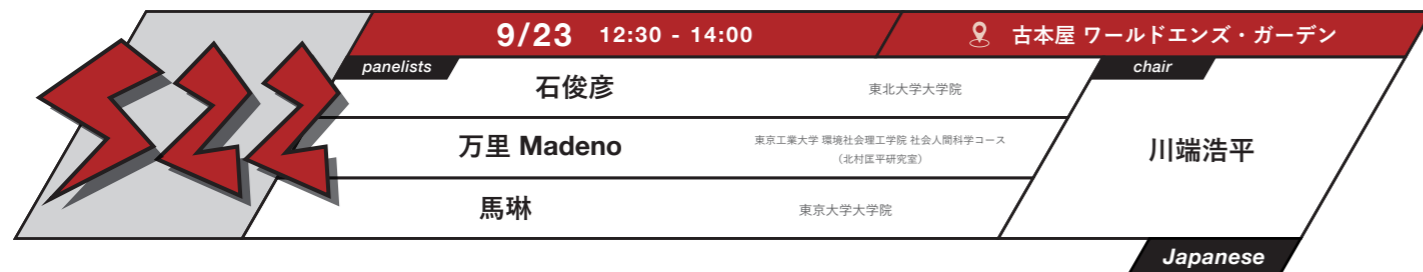 S22
9/23 12:30 - 14:00
古本屋 ワールドエンズ・ガーデン
panelists
chair
石俊彦
東北大学大学院
万里 Madeno
東京工業大学 環境社会理工学院 社会人間科学コース
（北村匡平研究室）
馬琳
東京大学大学院
川端浩平
Japanese